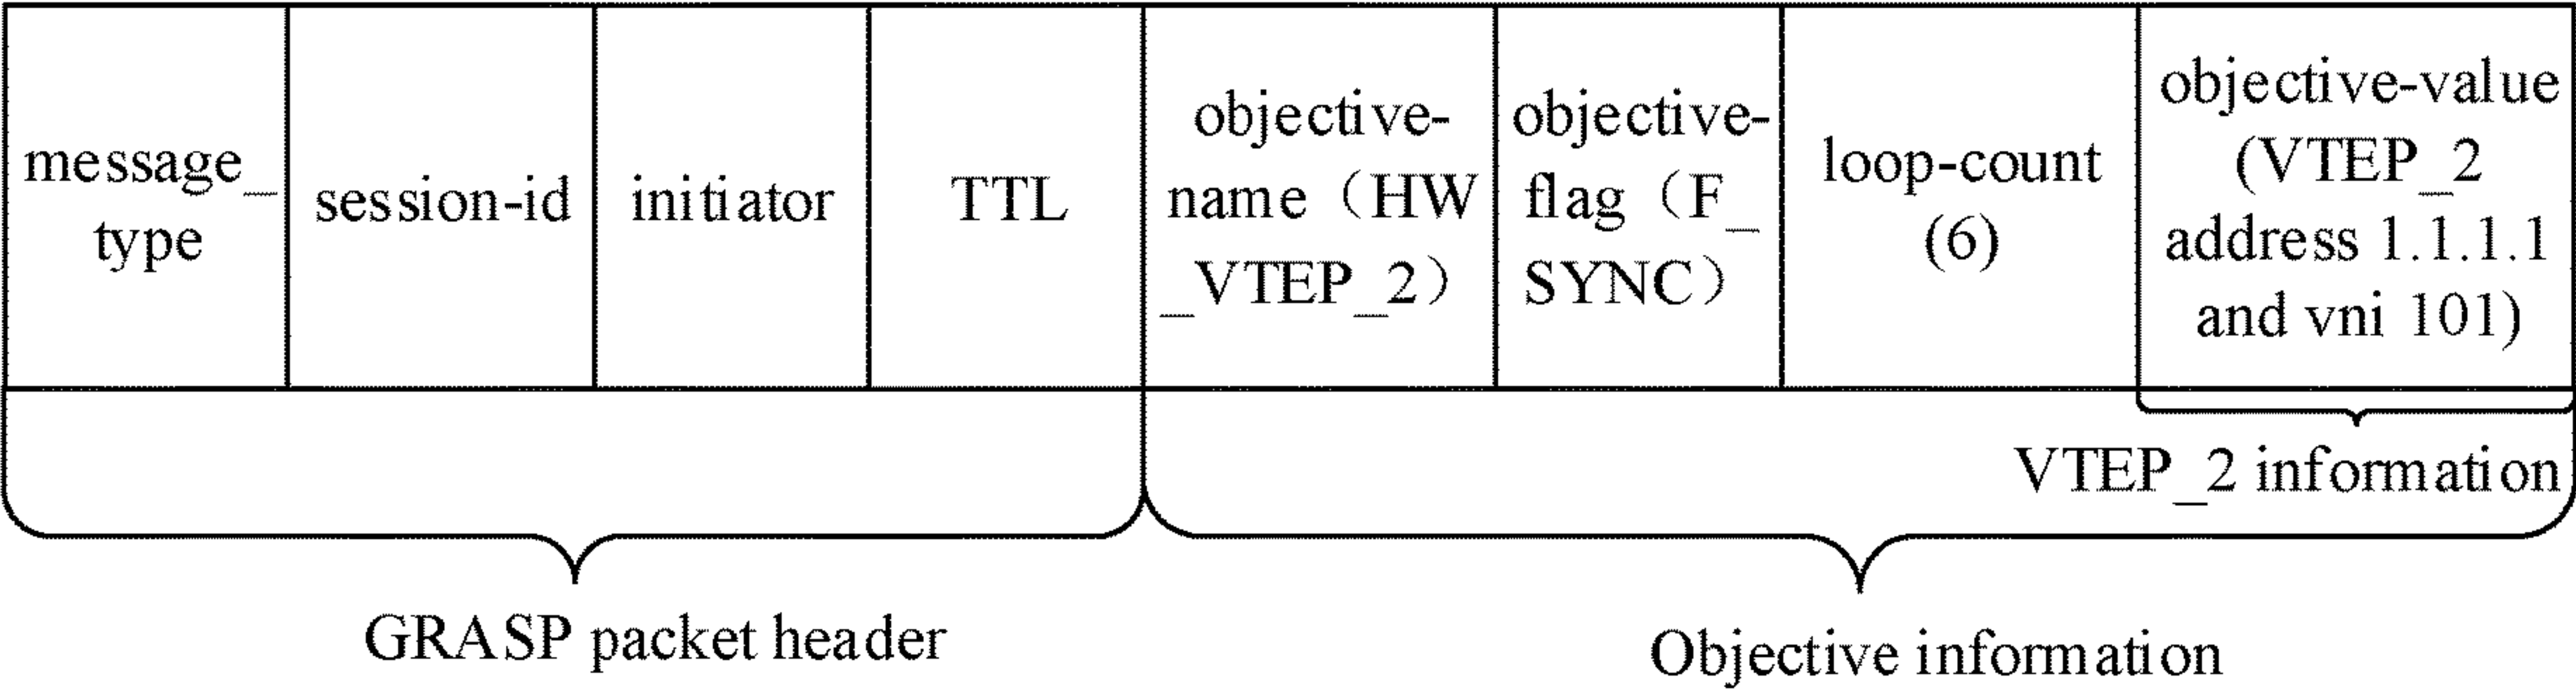 message_
type
session-id
initiator
TTL
objective-
name（HW
_VTEP_2）
objective-
flag（F_
SYNC）
loop-count
(6)
objective-value
(VTEP_2
address 1.1.1.1
and vni 101)
VTEP_2 information
GRASP packet header
Objective information